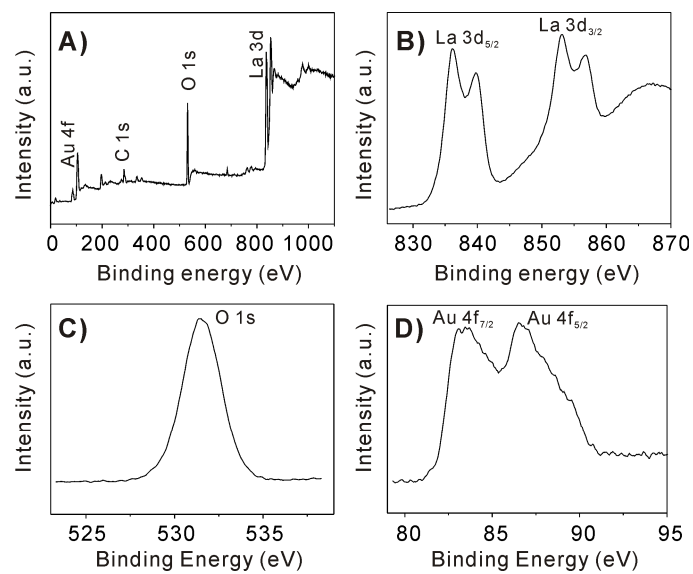 A)
Intensity (a.u.)
Au 4f
C 1s
O 1s
La 3d
0 200 400 600 800 1000
Binding energy (eV)
B)
Intensity (a.u.)
La 3d5/2
La 3d3/2
830 840 850 860 870
Binding energy (eV)
C)
Intensity (a.u.)
O 1s
525 530 535
Binding Energy (eV)
D)
Intensity (a.u.)
Au 4f7/2 Au 4f5/2
80 85 90 95
Binding Energy (eV)